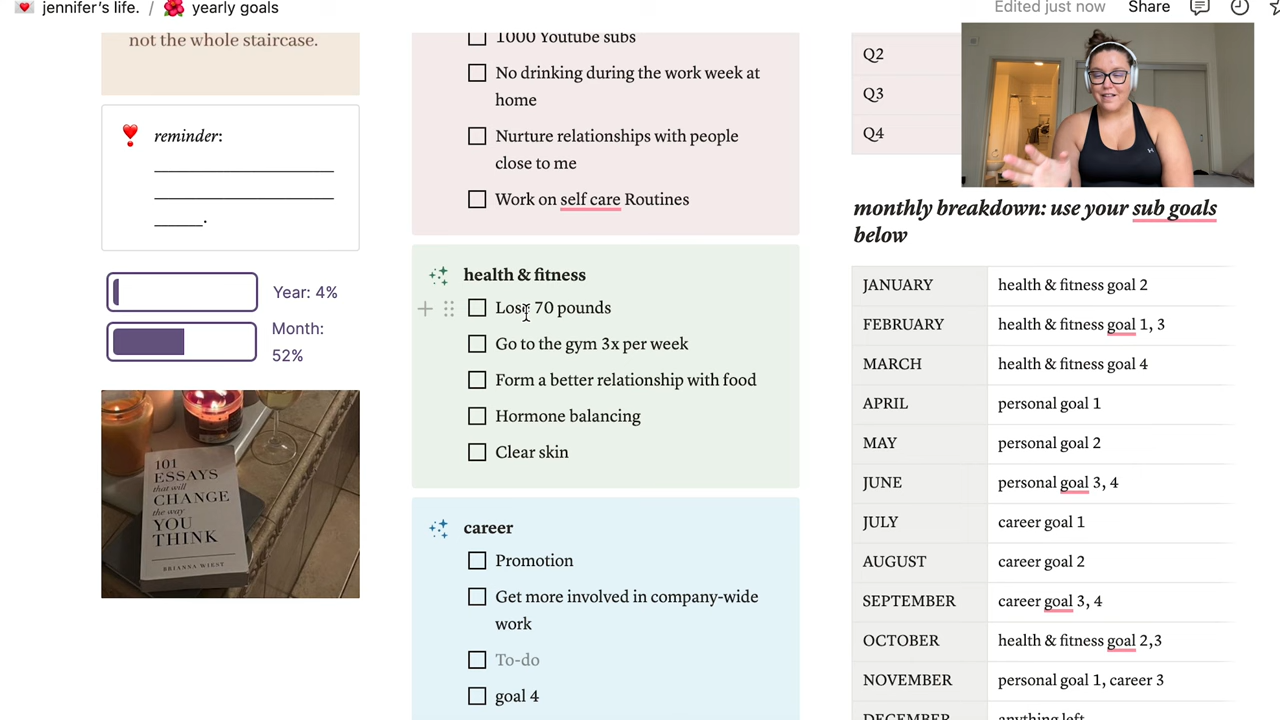 jennifer's life. / yearly goals
Edited just now Share
not the whole staircase.
reminder:
Year: 4%
Month:
52%
101
ESSAYS
that will
CHANGE
the way
YOU
THINK
BRIANNA WIEST
1000 Youtube subs
No drinking during the work week at
home
Nurture relationships with people
close to me
Work on self care Routines
health & fitness
Lose 70 pounds
Go to the gym 3x per week
Form a better relationship with food
Hormone balancing
Clear skin
career
Promotion
Get more involved in company-wide
work
To-do
goal 4
Q2
Q3
Q4
monthly breakdown: use your sub goals
below
JANUARY health & fitness goal 2
FEBRUARY health & fitness goal 1, 3
MARCH health & fitness goal 4
APRIL personal goal 1
MAY personal goal 2
JUNE personal goal 3, 4
JULY career goal 1
AUGUST career goal 2
SEPTEMBER career goal 3, 4
OCTOBER health & fitness goal 2,3
NOVEMBER personal goal 1, career 3
DECEMBER anything left